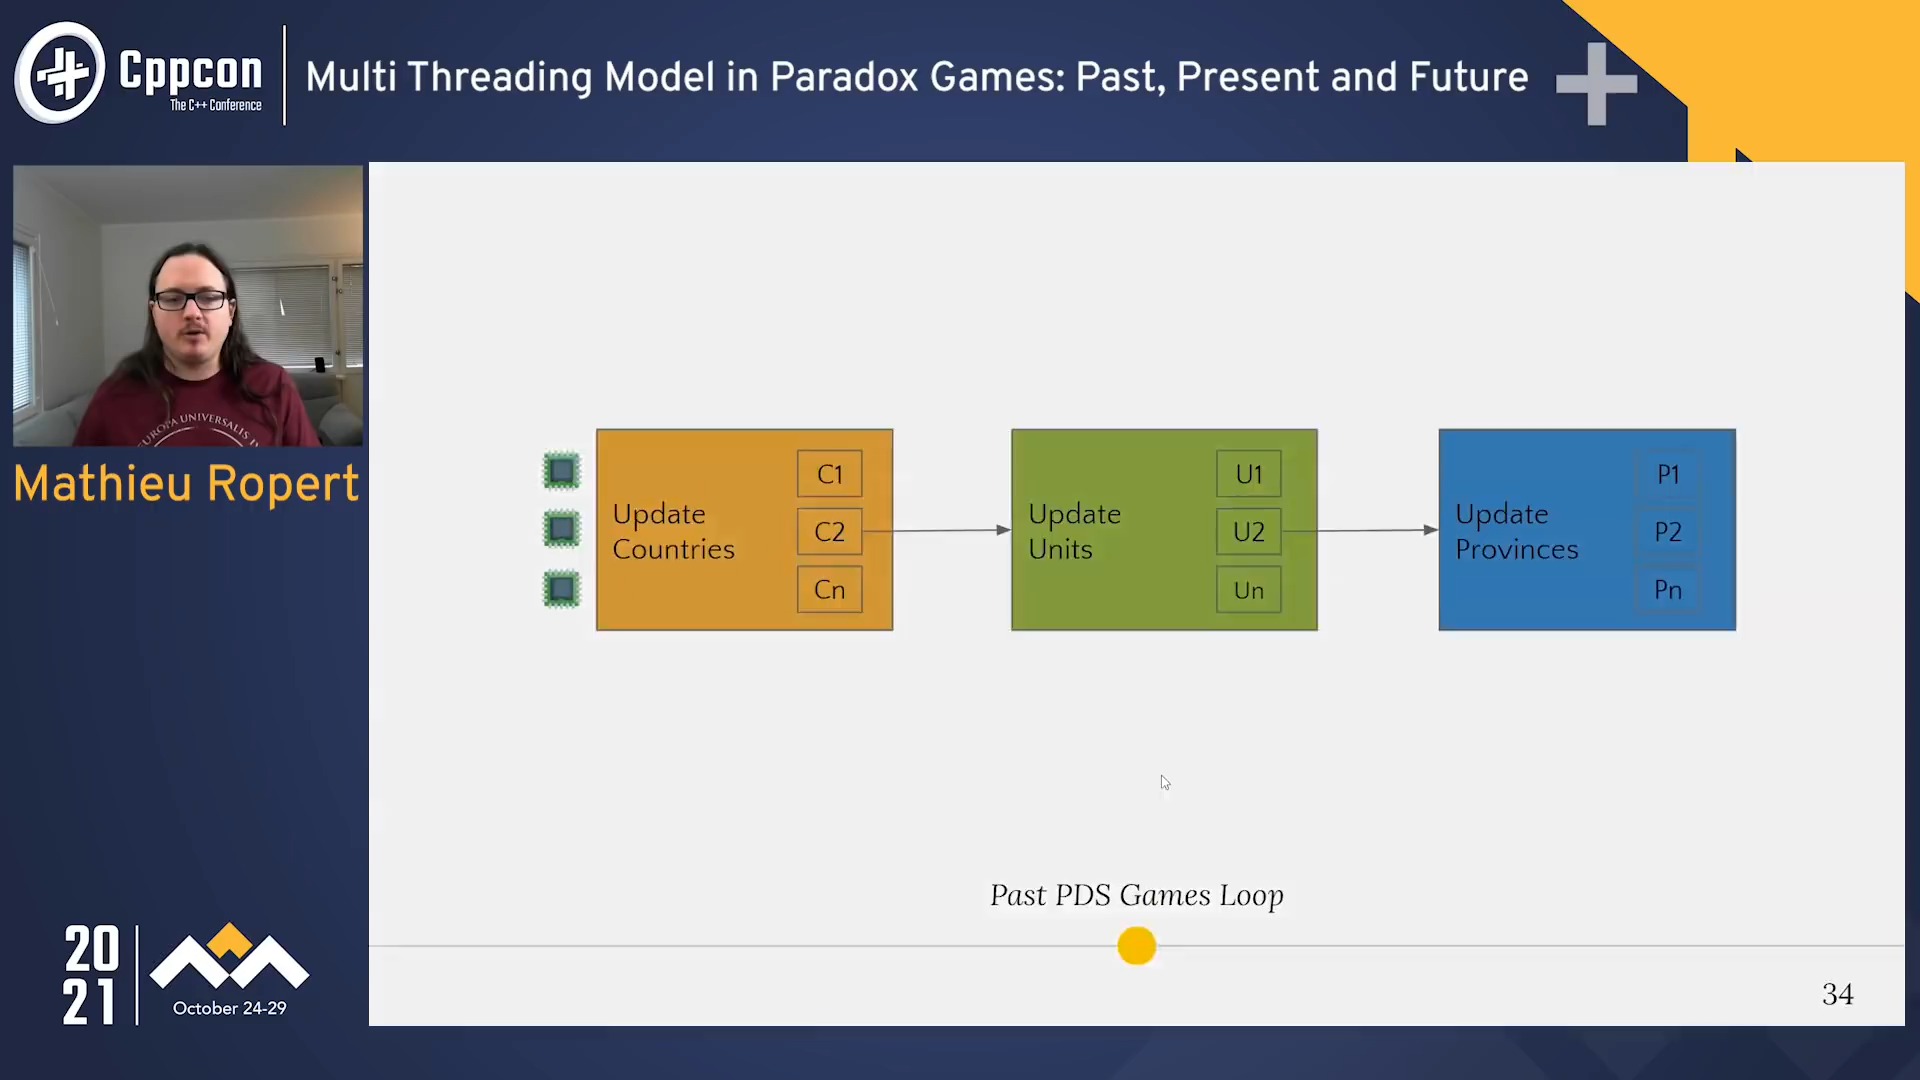 Cppcon
The C++ Conference
Multi Threading Model in Paradox Games: Past, Present and Future
EUROPA UNIVERSALIS
Mathieu Ropert
Update
Countries
C1
C2
Cn
Update
Units
U1
U2
Un
Update
Provinces
P1
P2
Pn
Past PDS Games Loop
34
20
21
October 24-29